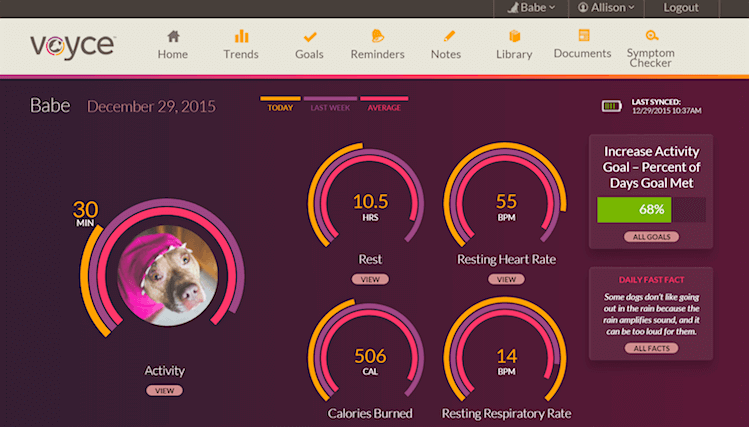 Babe
Allison
Logout
voyce™
Home
Trends
Goals
Reminders
Notes
Library
Documents
Symptom
Checker
Babe
December 29, 2015
TODAY
LAST WEEK
AVERAGE
LAST SYNCED:
12/29/2015 10:37AM
30
MIN
Activity
VIEW
10.5
HRS
Rest
VIEW
55
BPM
Resting Heart Rate
VIEW
506
CAL
Calories Burned
14
BPM
Resting Respiratory Rate
Increase Activity
Goal – Percent of
Days Goal Met
68%
ALL GOALS
DAILY FAST FACT
Some dogs don't like going
out in the rain because the
rain amplifies sound, and it
can be too loud for them.
ALL FACTS